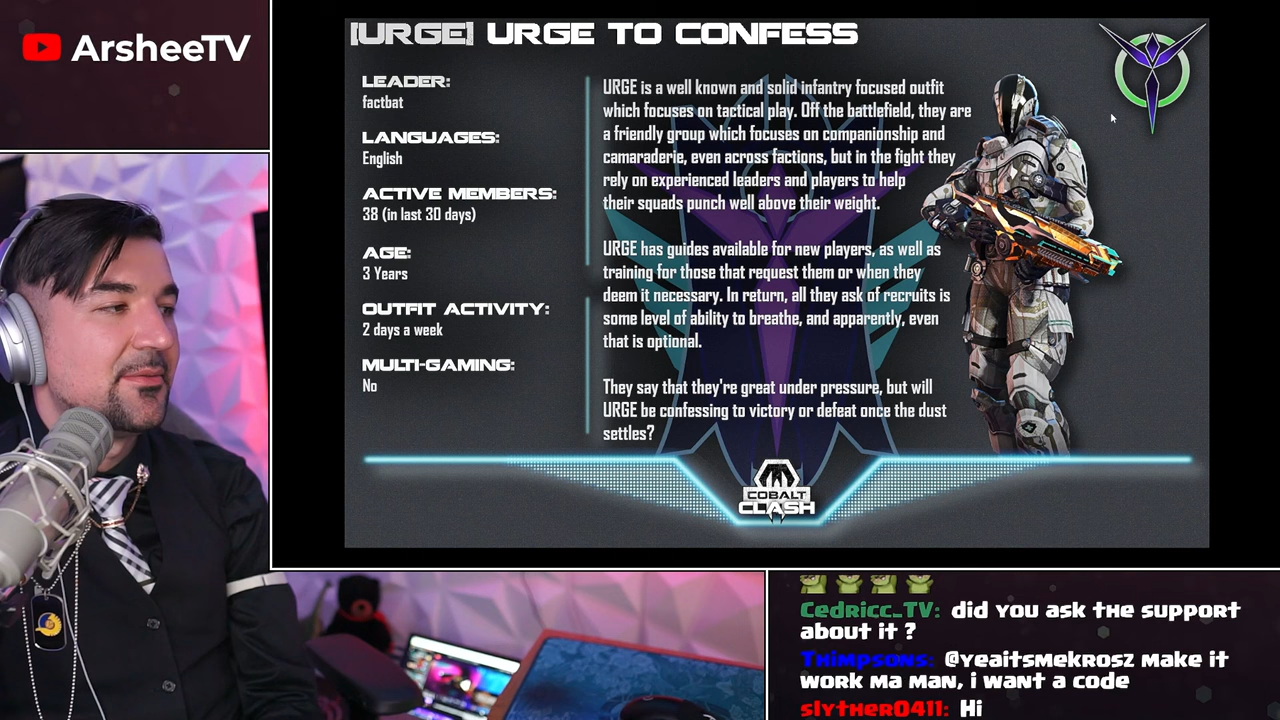 ArsheeTV
[URGE] URGE TO CONFESS
LEADER:
factbat
LANGUAGES:
English
ACTIVE MEMBERS:
38 (in last 30 days)
AGE:
3 Years
OUTFIT ACTIVITY:
2 days a week
MULTI-GAMING:
No
URGE is a well known and solid infantry focused outfit
which focuses on tactical play. Off the battlefield, they are
a friendly group which focuses on companionship and
camaraderie, even across factions, but in the fight they
rely on experienced leaders and players to help
their squads punch well above their weight.
URGE has guides available for new players, as well as
training for those that request them or when they
deem it necessary. In return, all they ask of recruits is
some level of ability to breathe, and apparently, even
that is optional.
They say that they're great under pressure, but will
URGE be confessing to victory or defeat once the dust
settles?
COBALT
CLASH
Cedricc_TV: did you ask the support
about it ?
Thimpsons: @yeaitsmekrosz make it
work ma man, i want a code
slyther0411: Hi